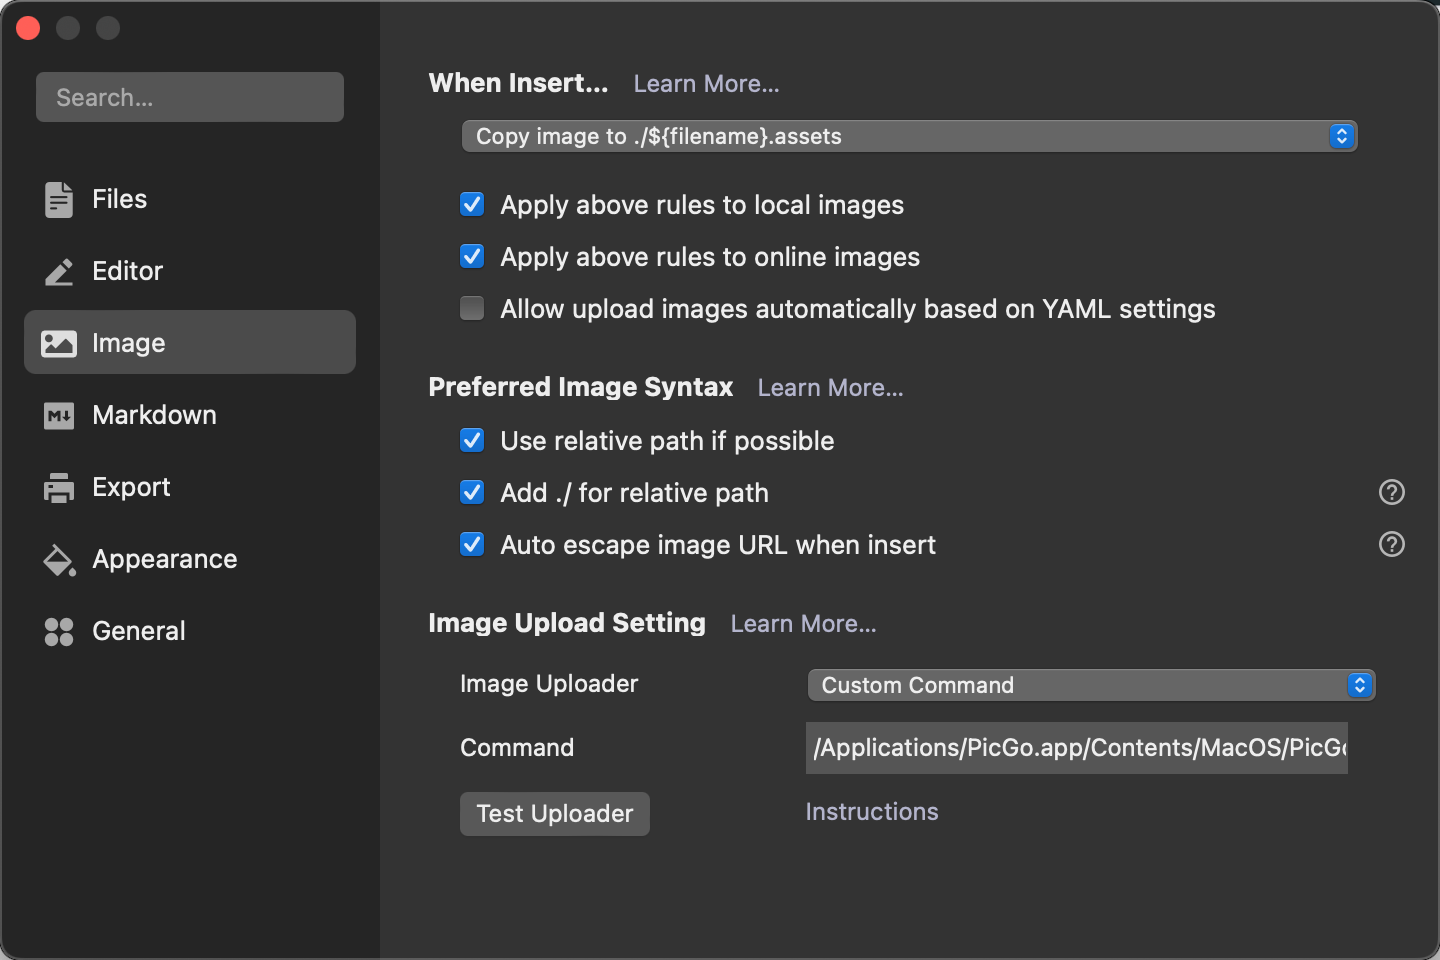 Search...
Files
Editor
Image
Markdown
Export
Appearance
General
When Insert... Learn More...
Copy image to ./${filename}.assets
Apply above rules to local images
Apply above rules to online images
Allow upload images automatically based on YAML settings
Preferred Image Syntax Learn More...
Use relative path if possible
Add ./ for relative path
Auto escape image URL when insert
Image Upload Setting Learn More...
Image Uploader Custom Command
Command /Applications/PicGo.app/Contents/MacOS/PicGo
Test Uploader Instructions